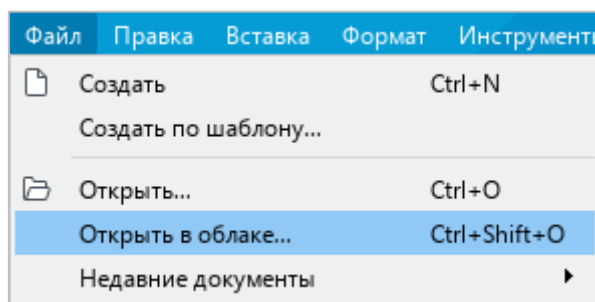 Файл Правка Вставка Формат Инструменты
Создать Ctrl+N
Создать по шаблону...
Открыть... Ctrl+O
Открыть в облаке... Ctrl+Shift+O
Недавние документы